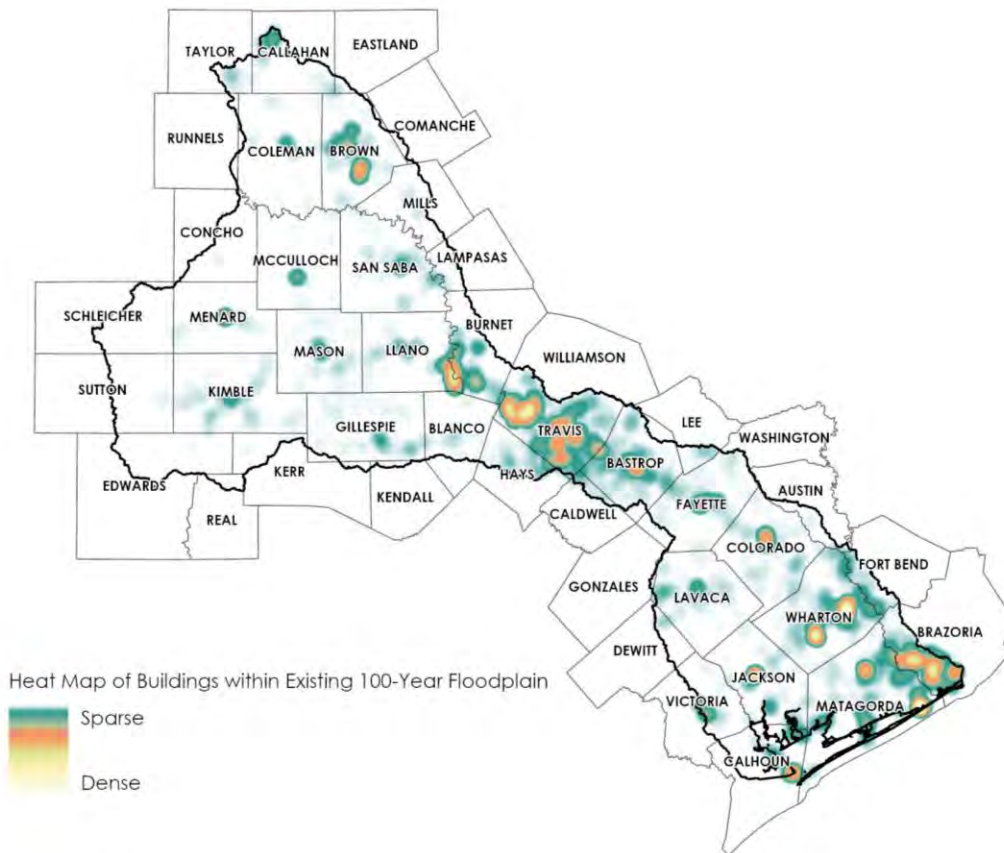 EASTLAND
TAYLOR
CALLAHAN
COMANCHE
RUNNELS
COLEMAN
BROWN
MILLS
CONCHO
LAMPASAS
MCCULLOCH
SAN SABA
SCHLEICHER
MENARD
BURNET
MASON
LLANO
WILLIAMSON
SUTTON
KIMBLE
LEE
GILLESPIE
BLANCO
TRAVIS
WASHINGTON
BASTROP
KERR
HAYS
EDWARDS
KENDALL
FAYETTE
AUSTIN
REAL
CALDWELL
COLORADO
FORT BEND
GONZALES
LAVACA
WHARTON
BRAZORIA
DEWITT
JACKSON
VICTORIA
MATAGORDA
CALHOUN
Heat Map of Buildings within Existing 100-Year Floodplain
Sparse
Dense